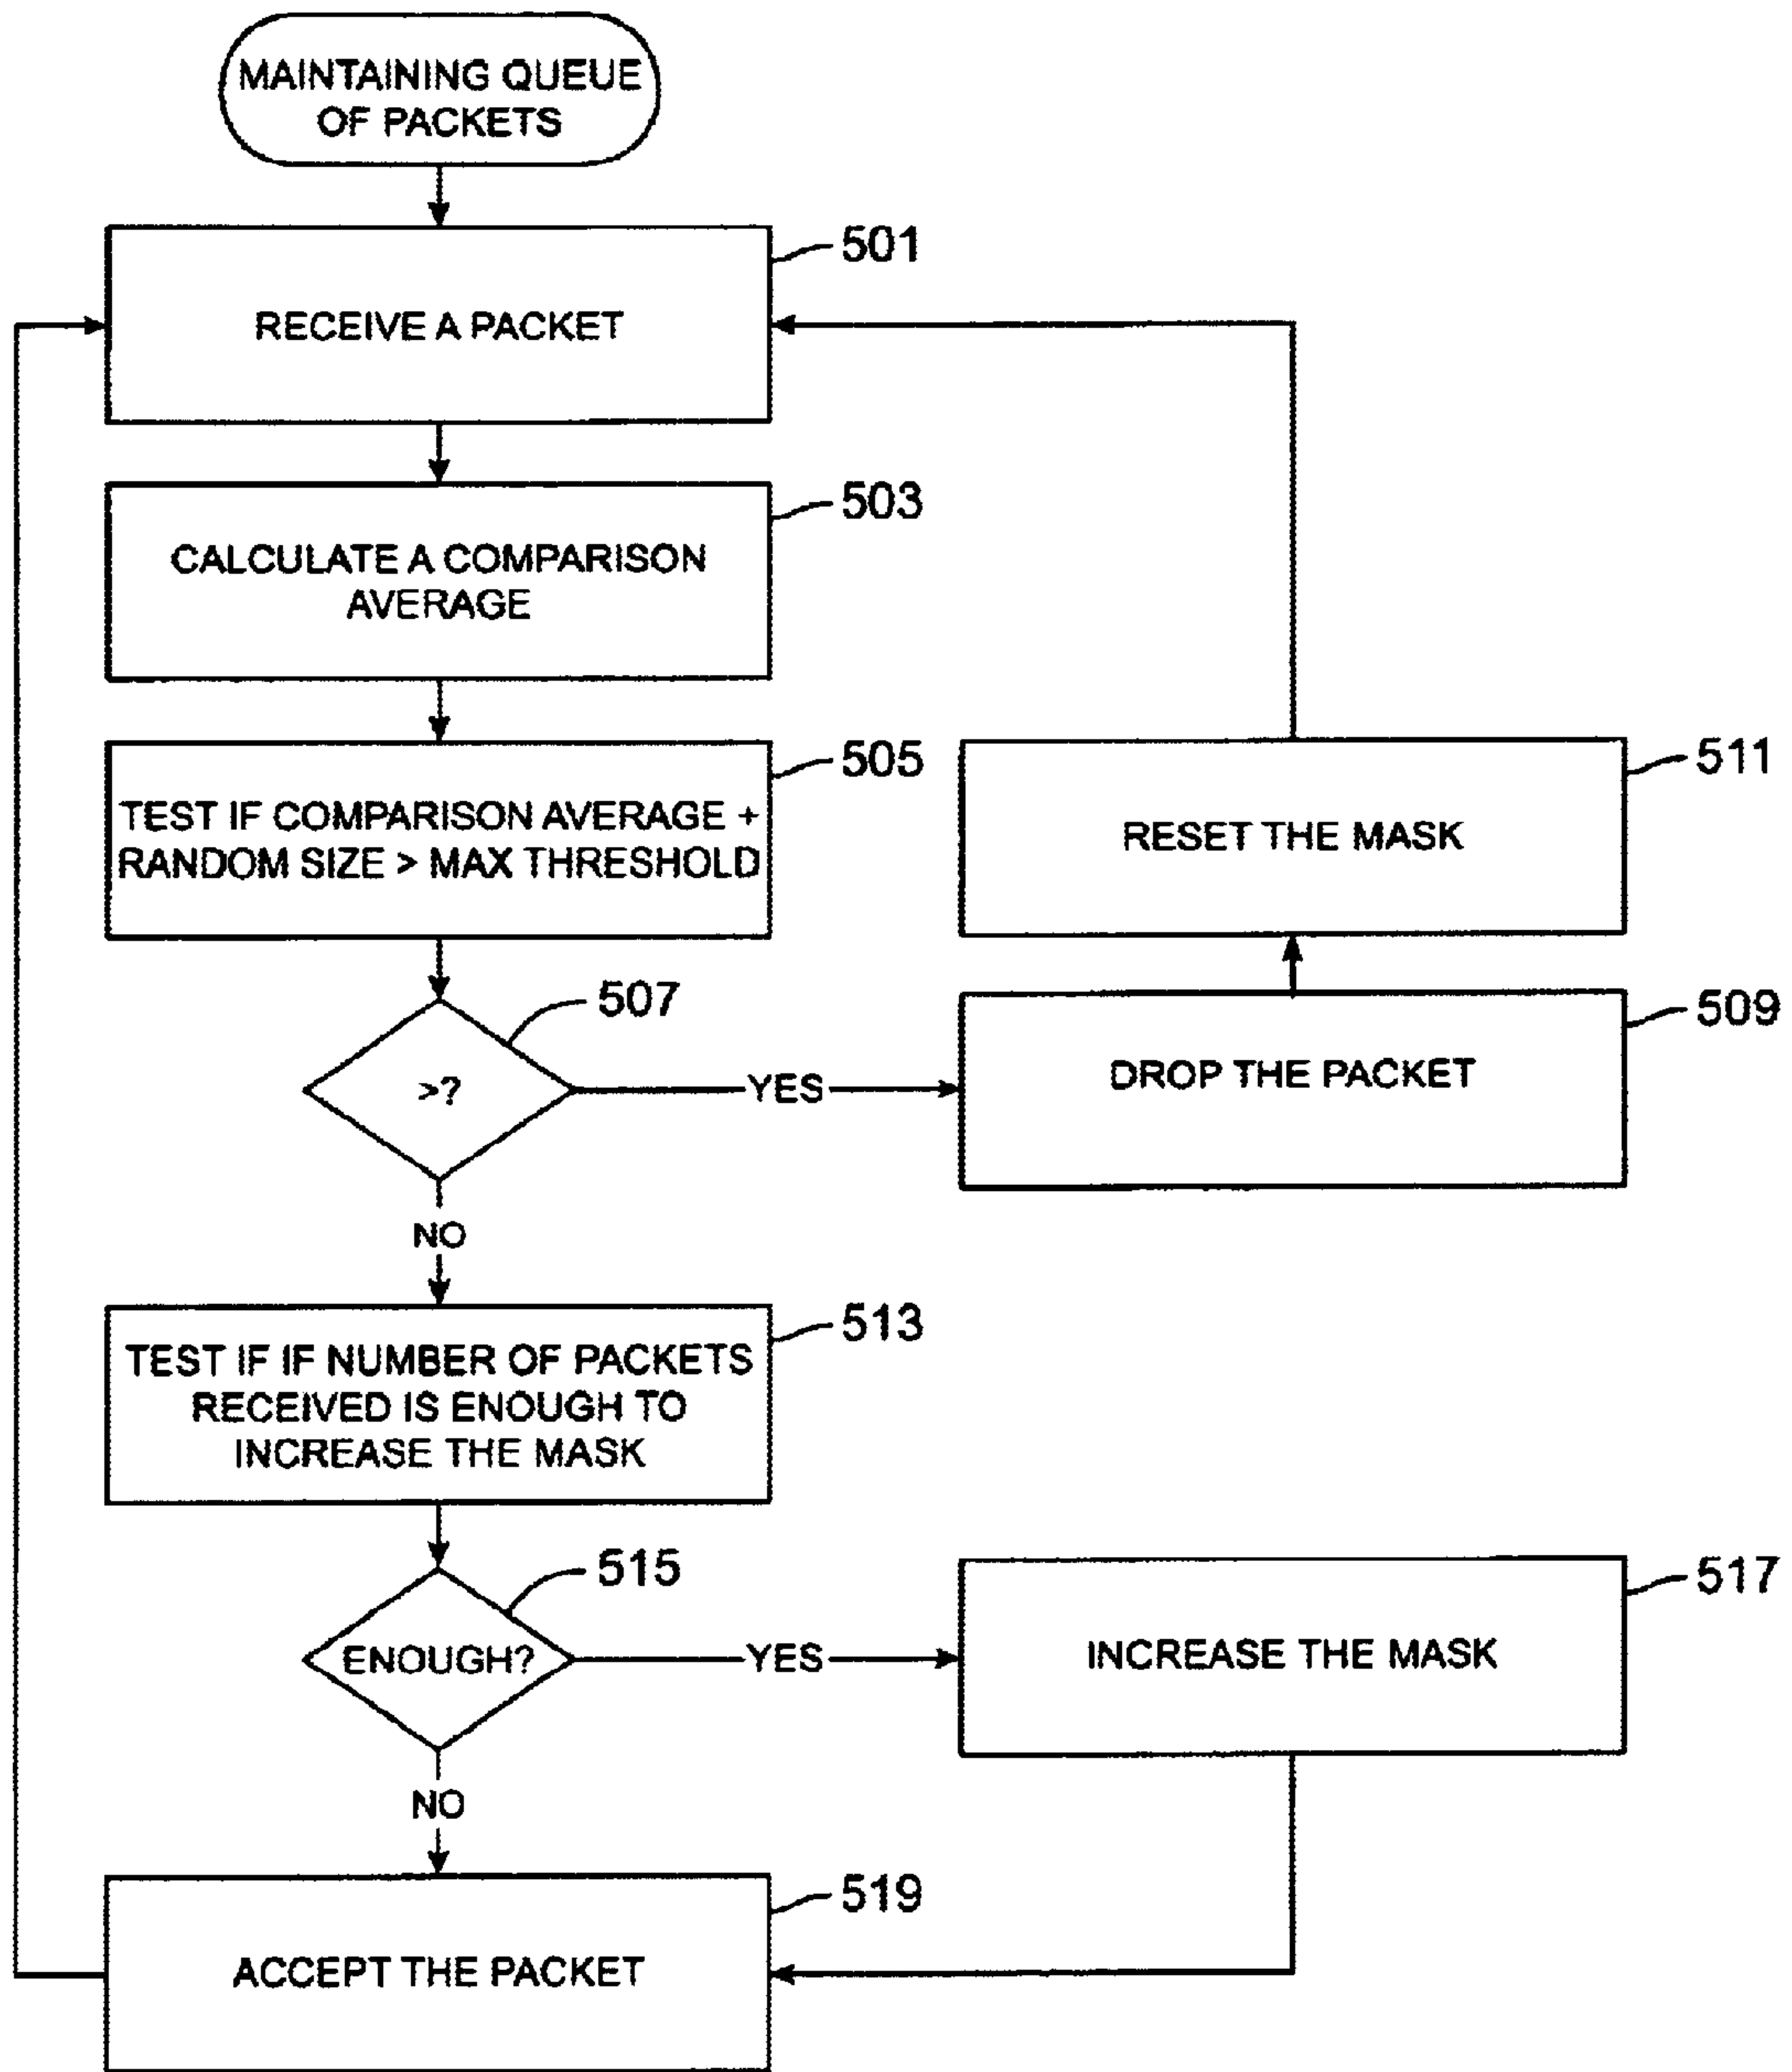 MAINTAINING QUEUE
OF PACKETS
501
RECEIVE A PACKET
503
CALCULATE A COMPARISON
AVERAGE
505
TEST IF COMPARISON AVERAGE +
RANDOM SIZE > MAX THRESHOLD
511
RESET THE MASK
507
>?
YES
509
DROP THE PACKET
NO
513
TEST IF IF NUMBER OF PACKETS
RECEIVED IS ENOUGH TO
INCREASE THE MASK
515
ENOUGH?
YES
517
INCREASE THE MASK
NO
519
ACCEPT THE PACKET